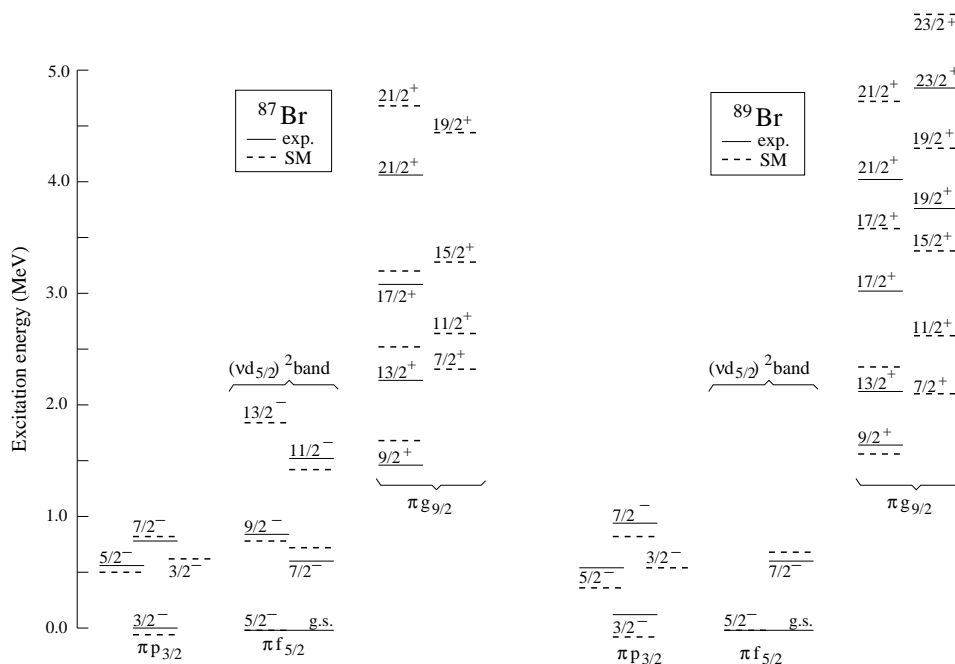 23/2+
5.0
4.0
3.0
2.0
1.0
0.0
Excitation energy (MeV)
87Br
exp.
SM
21/2+
19/2+
21/2+
15/2+
17/2+
11/2+
7/2+
13/2+
9/2+
πg9/2
(νd5/2)2band
13/2−
11/2−
9/2−
7/2−
5/2−
g.s.
πf5/2
7/2−
5/2−
3/2−
3/2−
πp3/2
89Br
exp.
SM
21/2+
23/2+
19/2+
21/2+
19/2+
17/2+
15/2+
17/2+
11/2+
13/2+
7/2+
9/2+
πg9/2
(νd5/2)2band
7/2−
5/2−
g.s.
πf5/2
7/2−
5/2−
3/2−
3/2−
πp3/2